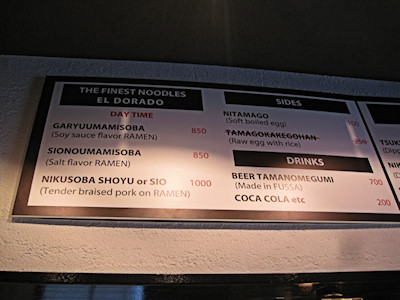 THE FINEST NOODLES
EL DORADO
DAY TIME
GARYUUMAMISOBA 850
(Soy sauce flavor RAMEN)
SIONOUMAMISOBA 850
(Salt flavor RAMEN)
NIKUSOBA SHOYU or SIO 1000
(Tender braised pork on RAMEN)
SIDES
NITAMAGO 100
(Soft boiled egg)
TAMAGOKAKEGOHAN
(Raw egg with rice)
DRINKS
BEER TAMANOMEGUMI 700
(Made in FUSSA)
COCA COLA etc 200